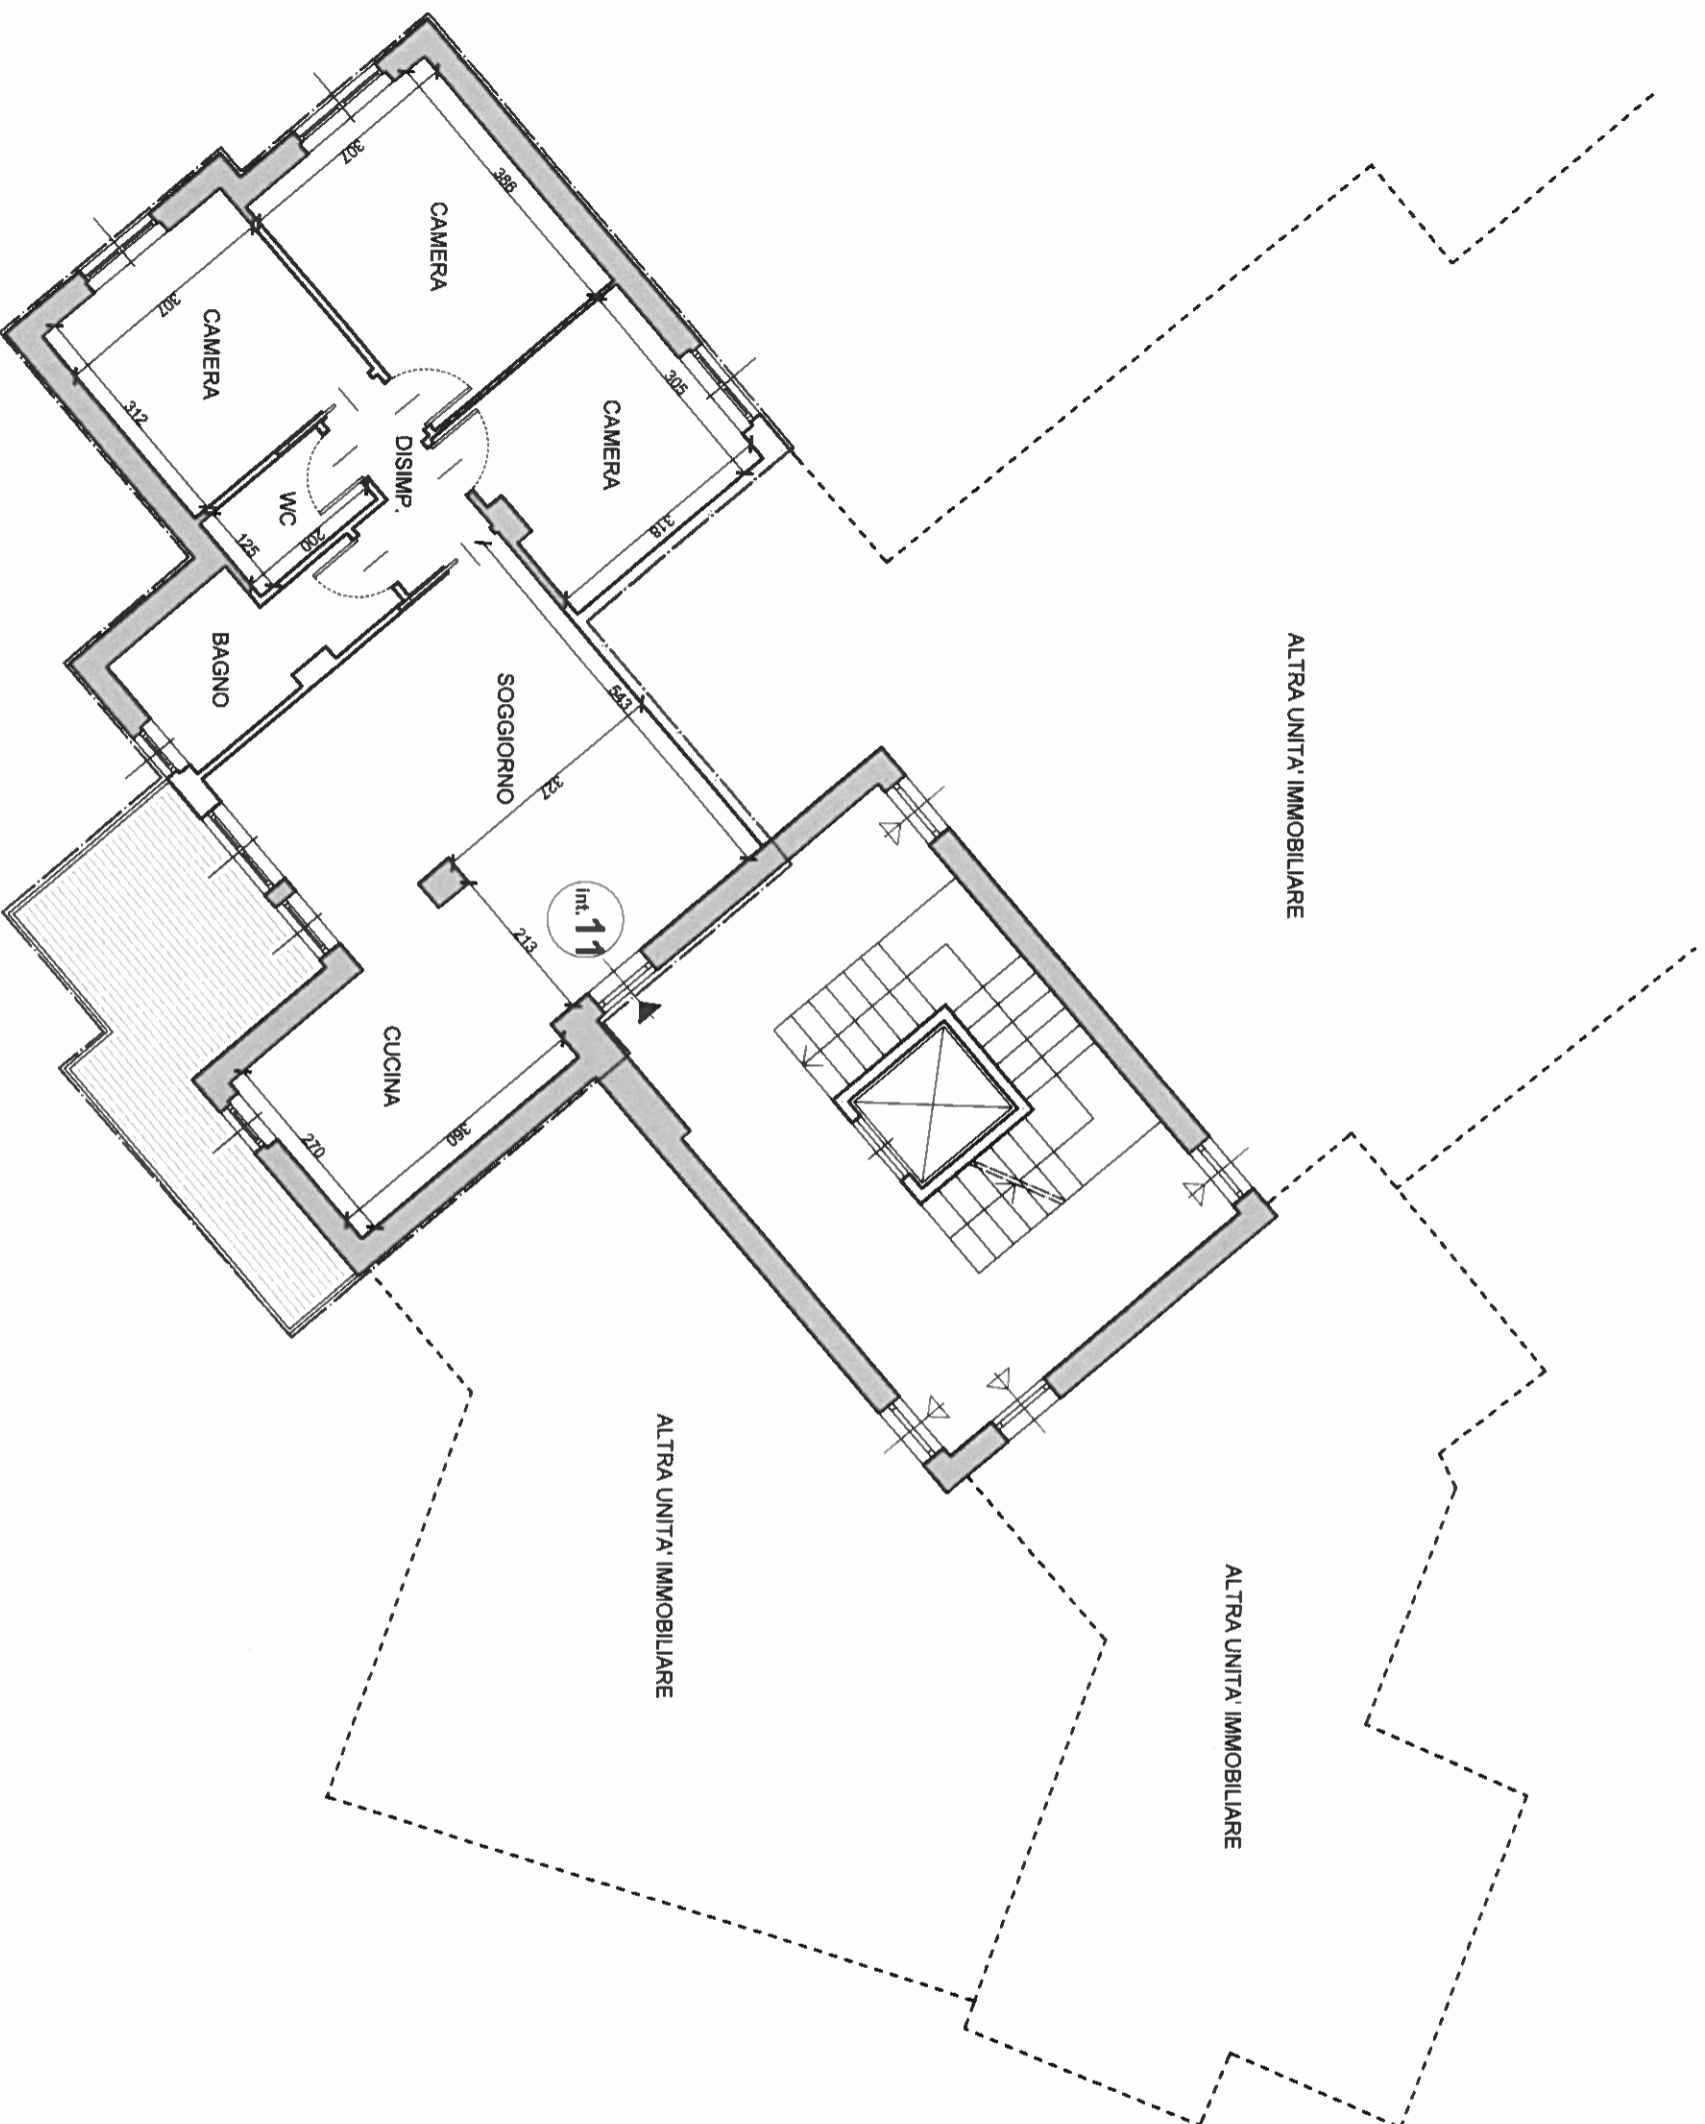 ALTRA UNITA' IMMOBILIARE
ALTRA UNITA' IMMOBILIARE
ALTRA UNITA' IMMOBILIARE
CAMERA
386
307
CAMERA
305
318
CAMERA
307
312
DISIMP.
WC
200
125
BAGNO
SOGGIORNO
543
327
int. 11
213
CUCINA
360
270